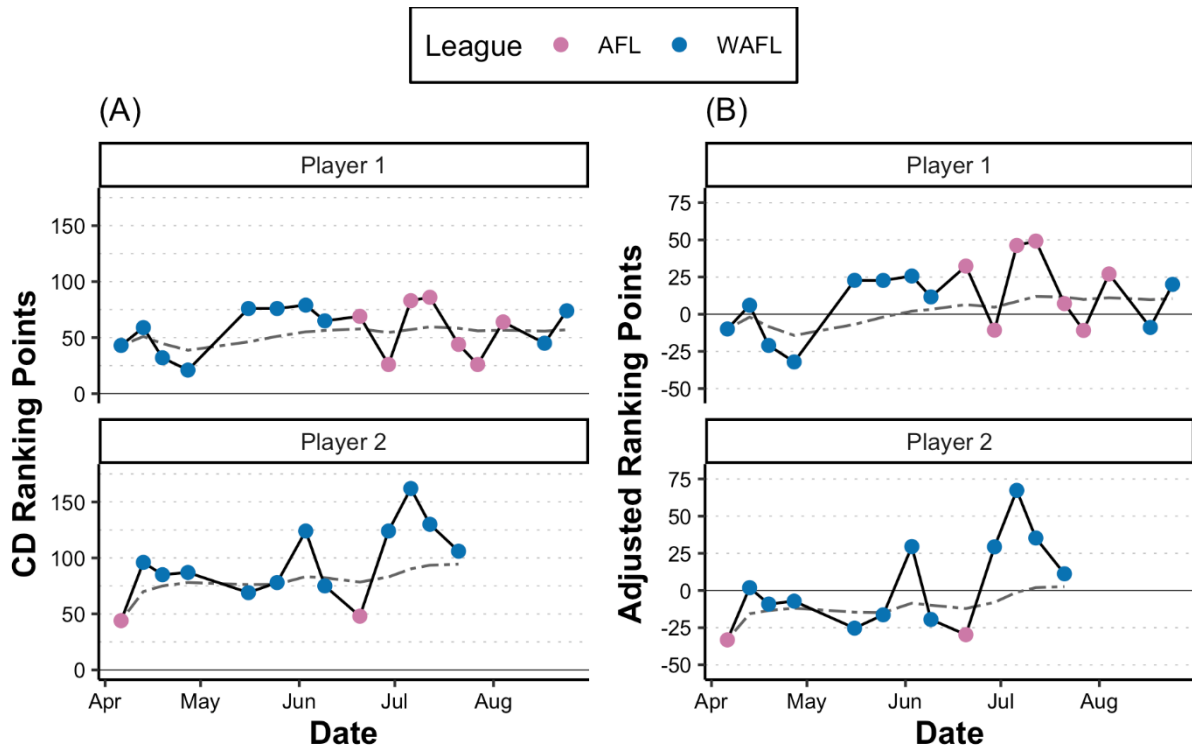 League AFL WAFL
(A)
Player 1
CD Ranking Points
150
100
50
0
Player 2
150
100
50
0
Apr May Jun Jul Aug
Date
(B)
Player 1
Adjusted Ranking Points
75
50
25
0
-25
-50
Player 2
75
50
25
0
-25
-50
Apr May Jun Jul Aug
Date